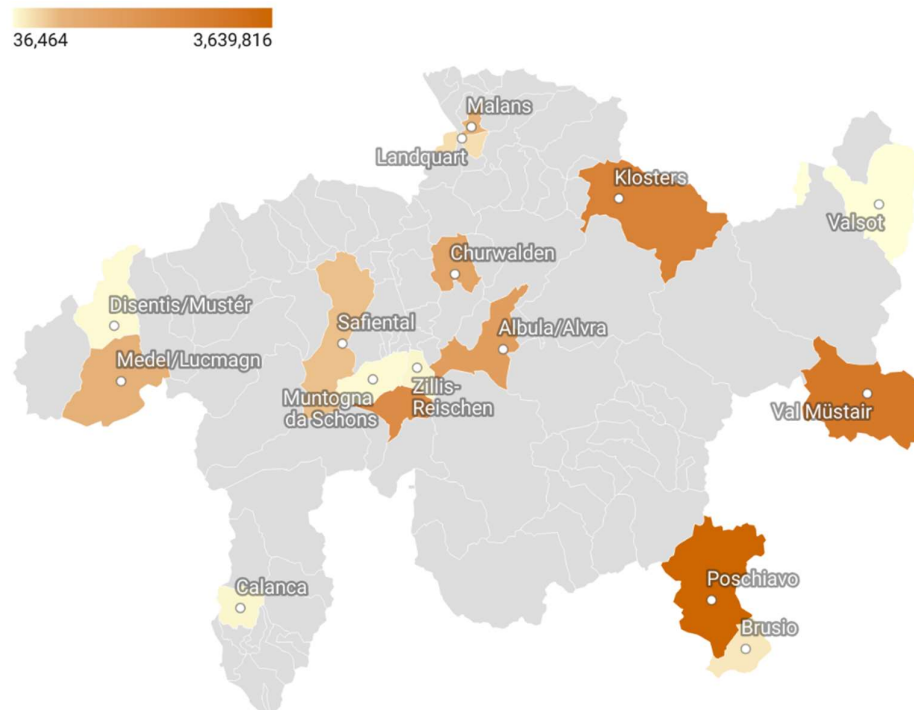 36,464
3,639,816
Malans
Landquart
Klosters
Valsot
Churwalden
Disentis/Mustér
Safiental
Albula/Alvra
Medel/Lucmagn
Muntogna
da Schons
Zillis-
Reischen
Val Müstair
Calanca
Poschiavo
Brusio